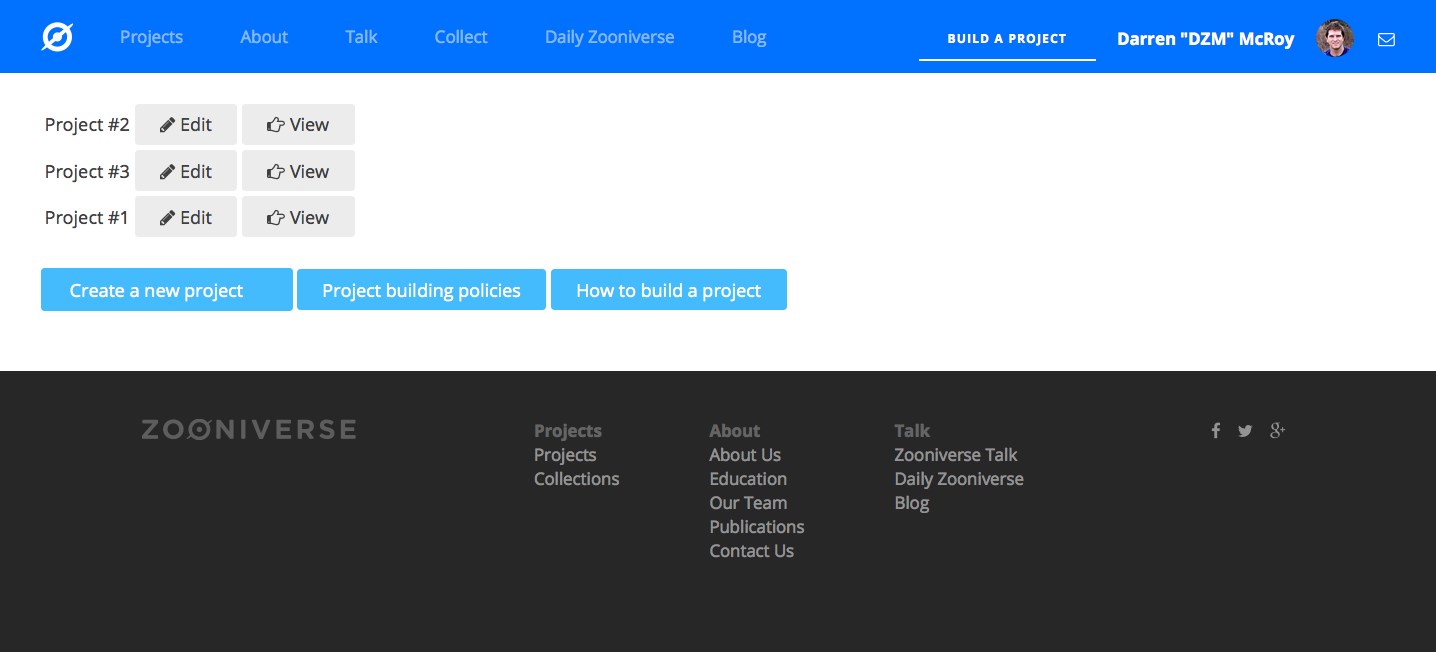 Projects About Talk Collect Daily Zooniverse Blog BUILD A PROJECT Darren "DZM" McRoy
Project #2 Edit View
Project #3 Edit View
Project #1 Edit View
Create a new project Project building policies How to build a project
ZOONIVERSE Projects About Talk
Projects About Us Zooniverse Talk
Collections Education Daily Zooniverse
Our Team Blog
Publications
Contact Us